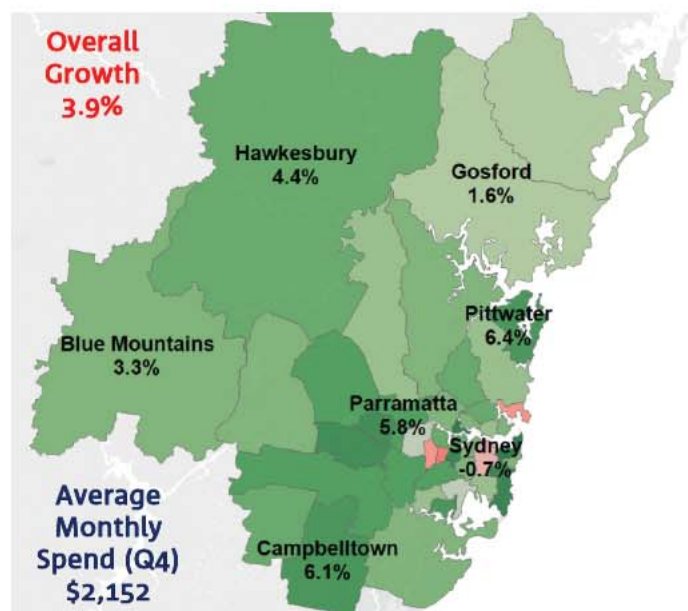 Overall
Growth
3.9%
Hawkesbury
4.4%
Gosford
1.6%
Pittwater
6.4%
Blue Mountains
3.3%
Parramatta
5.8%
Sydney
-0.7%
Campbelltown
6.1%
Average
Monthly
Spend (Q4)
$2,152